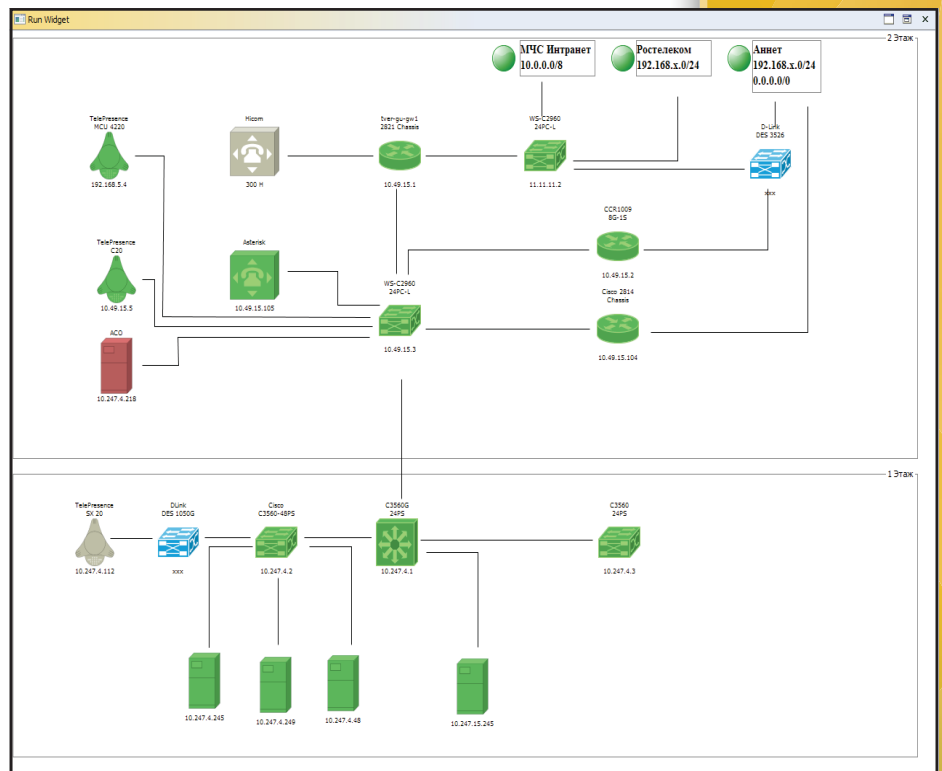 Run Widget
2 Этаж
МЧС Интранет
10.0.0.0/8
Ростелеком
192.168.x.0/24
Аннет
192.168.x.0/24
0.0.0.0/0
TelePresence
MCU 4220
192.168.5.4
Hicom
300 H
tver-gu-gw1
2821 Chassis
10.49.15.1
WS-C2960
24PC-L
11.11.11.2
D-Link
DES 3526
xxx
CCR1009
8G-1S
10.49.15.2
TelePresence
C20
10.49.15.5
Asterisk
10.49.15.105
WS-C2960
24PC-L
10.49.15.3
Cisco 2814
Chassis
10.49.15.104
АСО
10.247.4.218
1 Этаж
TelePresence
SX 20
10.247.4.112
DLink
DES 1050G
xxx
Cisco
C3560-48PS
10.247.4.2
C3560G
24PS
10.247.4.1
C3560
24PS
10.247.4.3
10.247.4.245
10.247.4.249
10.247.4.48
10.247.15.245